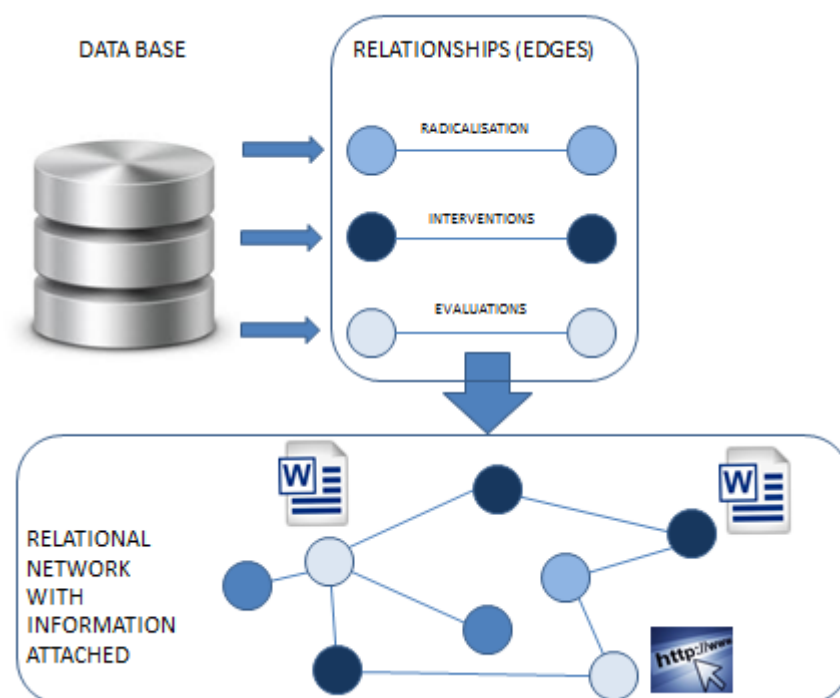 DATA BASE
RELATIONSHIPS (EDGES)
RADICALISATION
INTERVENTIONS
EVALUATIONS
W
W
RELATIONAL
NETWORK
WITH
INFORMATION
ATTACHED
http://www